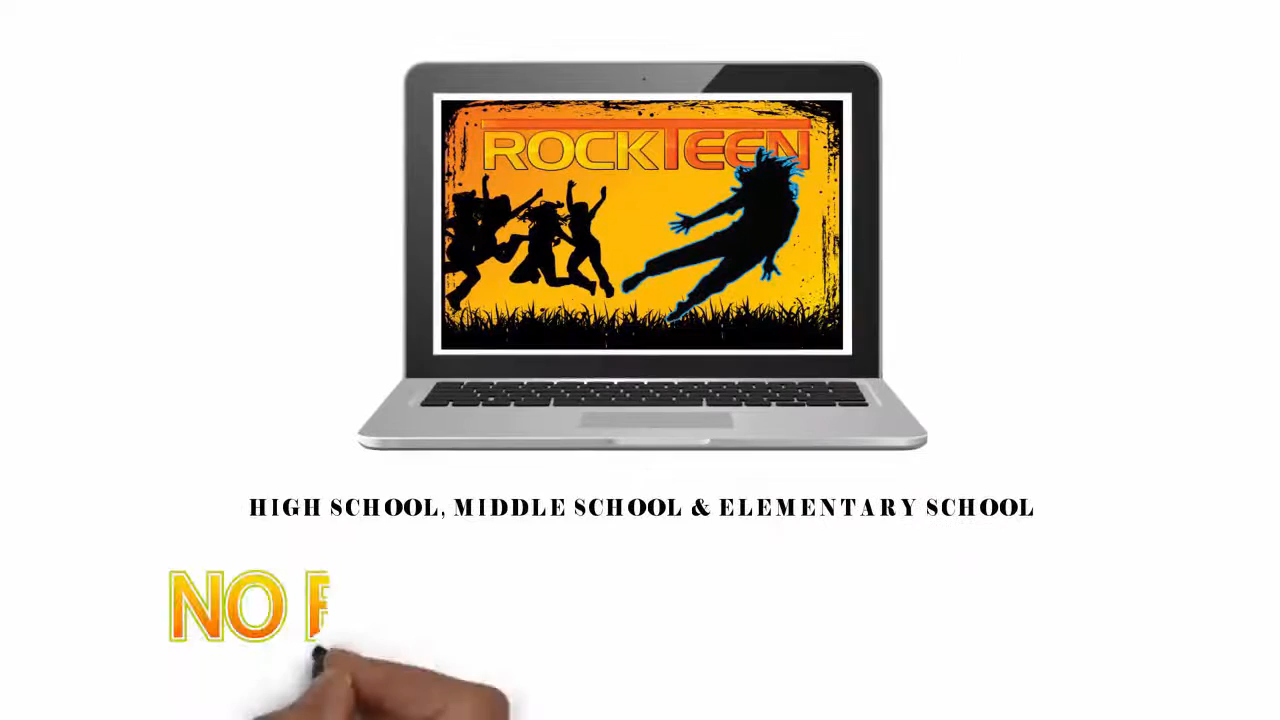 ROCKTEEN
HIGH SCHOOL, MIDDLE SCHOOL & ELEMENTARY SCHOOL
NO